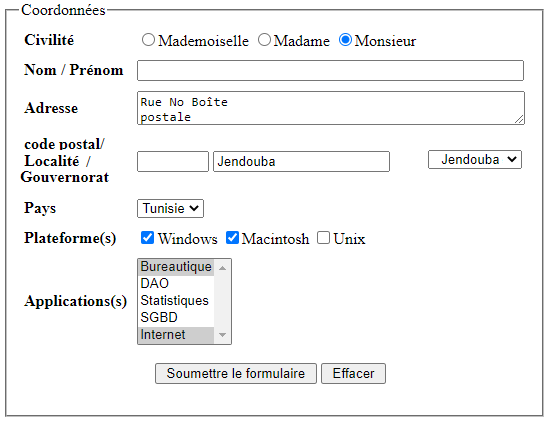 Coordonnées
Civilité Mademoiselle Madame Monsieur
Nom / Prénom
Adresse Rue No Boîte
postale
code postal/
Localité / Jendouba Jendouba
Gouvernorat
Pays Tunisie
Plateforme(s) Windows Macintosh Unix
Bureautique
DAO
Applications(s) Statistiques
SGBD
Internet
Soumettre le formulaire Effacer